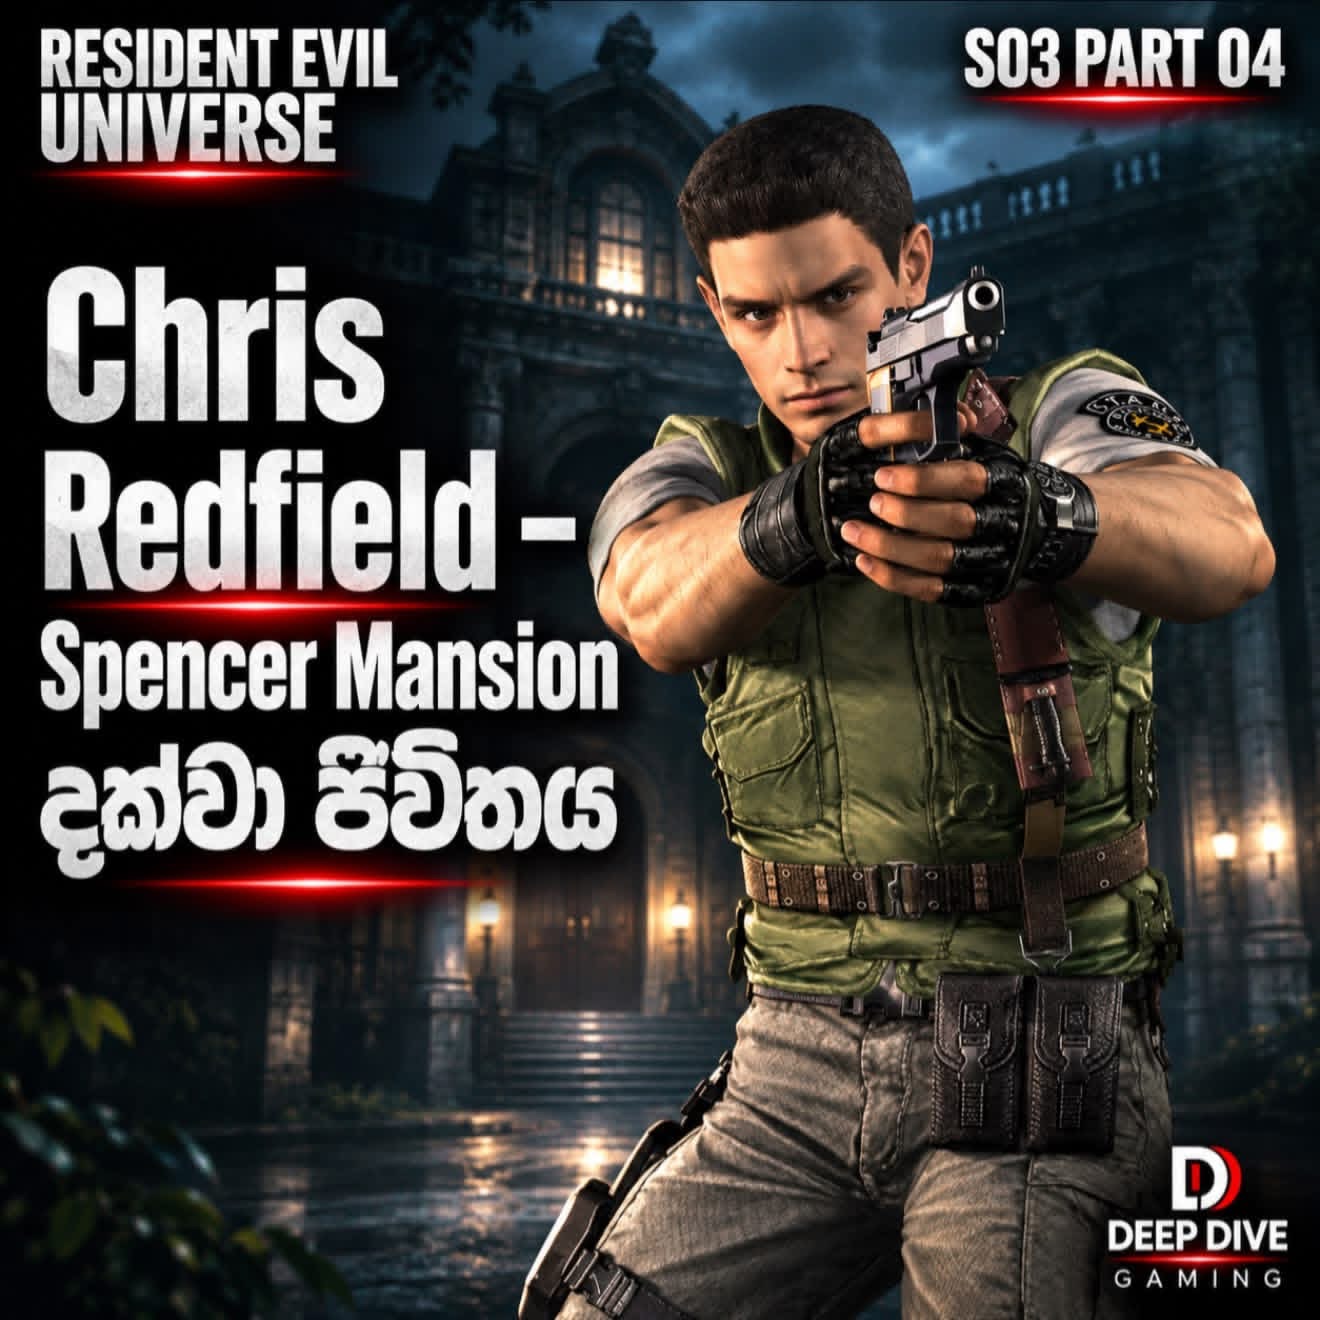 RESIDENT EVIL
UNIVERSE
S03 PART 04
Chris
Redfield -
Spencer Mansion
දක්වා ජීවිතය
S.T.A.R.S.
DEEP DIVE
GAMING